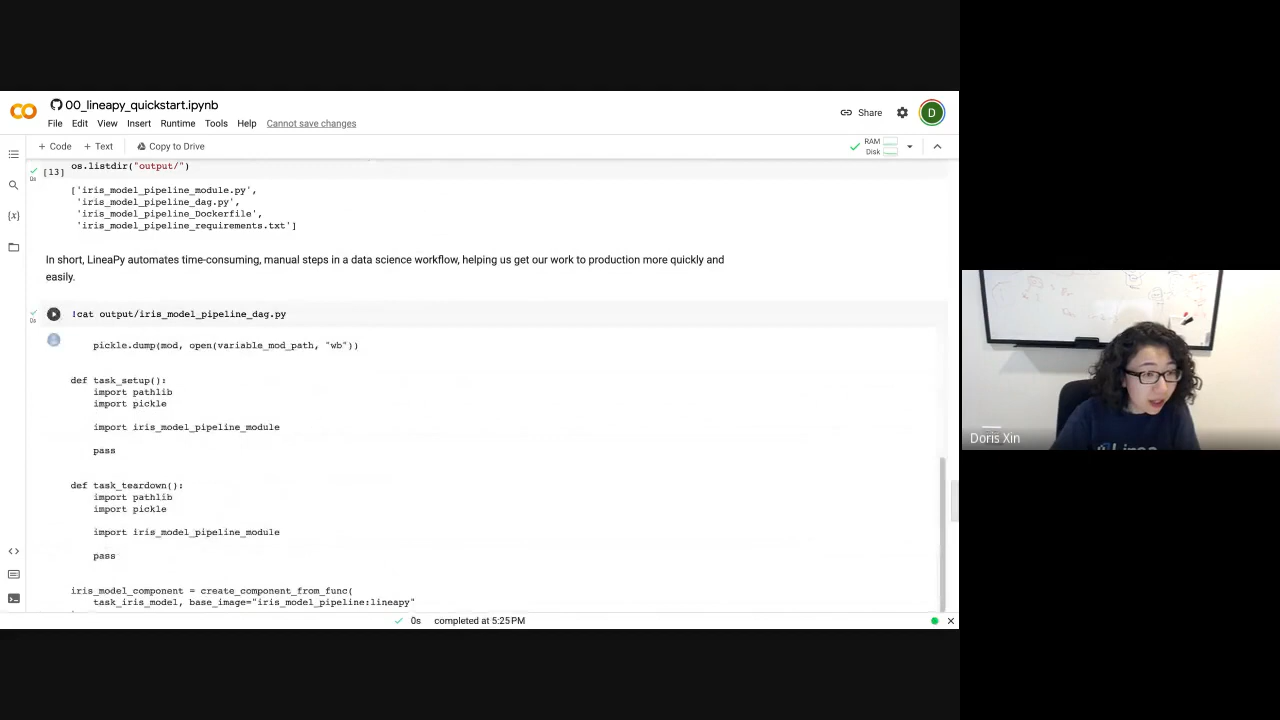 00_lineapy_quickstart.ipynb
File Edit View Insert Runtime Tools Help Cannot save changes
Share
D
+ Code + Text Copy to Drive
RAM
Disk
os.listdir("output/")
[13]
0s
['iris_model_pipeline_module.py',
'iris_model_pipeline_dag.py',
'iris_model_pipeline_Dockerfile',
'iris_model_pipeline_requirements.txt']
In short, LineaPy automates time-consuming, manual steps in a data science workflow, helping us get our work to production more quickly and
easily.
!cat output/iris_model_pipeline_dag.py
0s
pickle.dump(mod, open(variable_mod_path, "wb"))
def task_setup():
import pathlib
import pickle
import iris_model_pipeline_module
pass
def task_teardown():
import pathlib
import pickle
import iris_model_pipeline_module
pass
iris_model_component = create_component_from_func(
task_iris_model, base_image="iris_model_pipeline:lineapy"
0s completed at 5:25 PM
Doris Xin
Linea